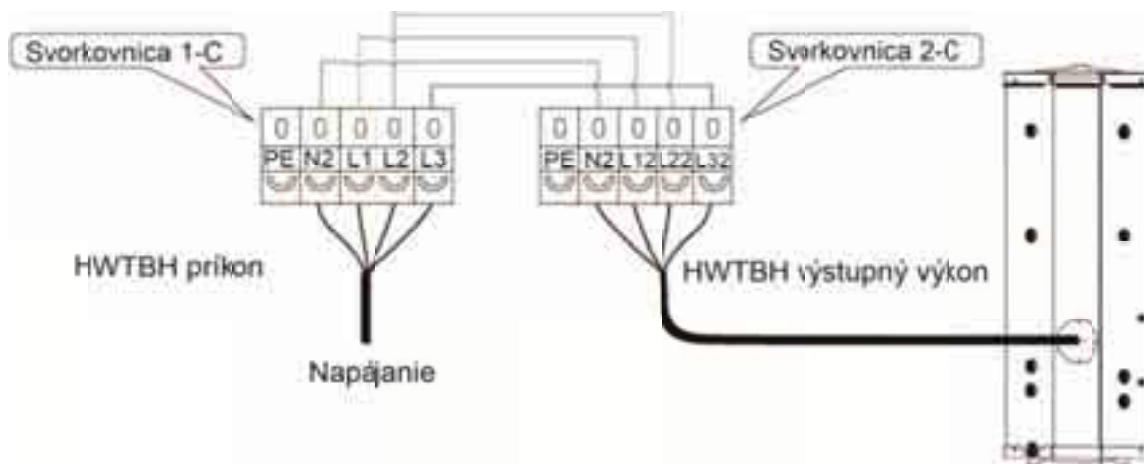 Svorkovnica 1-C
Svorkovnica 2-C
0 0 0 0 0
PE N2 L1 L2 L3
0 0 0 0 0
PE N2 L12 L22 L32
HWTBH príkon
HWTBH výstupný výkon
Napájanie